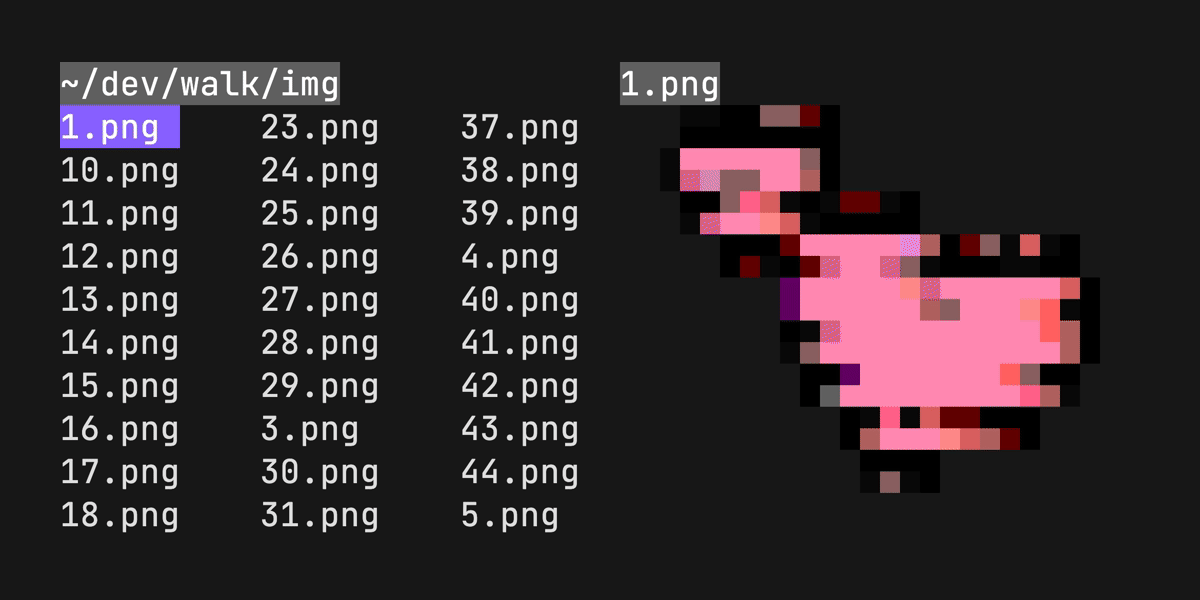 ~/dev/walk/img 1.png
1.png 23.png 37.png
10.png 24.png 38.png
11.png 25.png 39.png
12.png 26.png 4.png
13.png 27.png 40.png
14.png 28.png 41.png
15.png 29.png 42.png
16.png 3.png 43.png
17.png 30.png 44.png
18.png 31.png 5.png